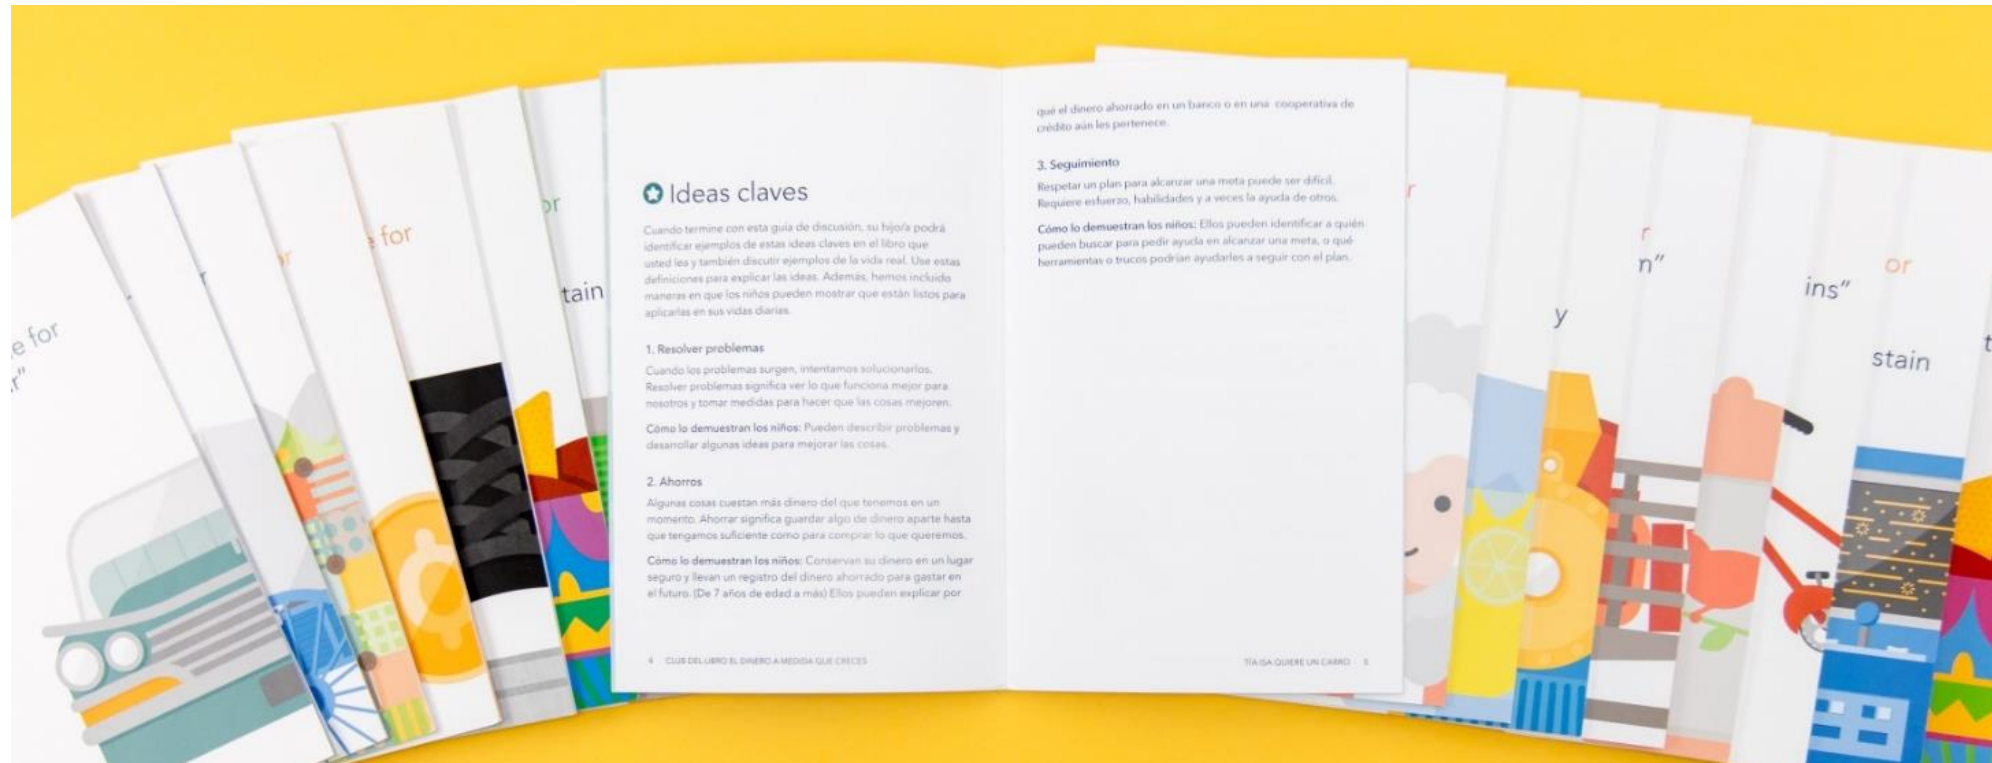 e for
r"
r
or
e for
or
tain
Ideas claves
Cuando termine con esta guía de discusión, su hijo/a podrá
identificar ejemplos de estas ideas claves en el libro que
usted lea y también discutir ejemplos de la vida real. Use estas
definiciones para explicar las ideas. Además, hemos incluido
maneras en que los niños pueden mostrar que están listos para
aplicarlas en sus vidas diarias.
1. Resolver problemas
Cuando los problemas surgen, intentamos solucionarlos.
Resolver problemas significa ver lo que funciona mejor para
nosotros y tomar medidas para hacer que las cosas mejoren.
Cómo lo demuestran los niños: Pueden describir problemas y
desarrollar algunas ideas para mejorar las cosas.
2. Ahorros
Algunas cosas cuestan más dinero del que tenemos en un
momento. Ahorrar significa guardar algo de dinero aparte hasta
que tengamos suficiente como para comprar lo que queremos.
Cómo lo demuestran los niños: Conservan su dinero en un lugar
seguro y llevan un registro del dinero ahorrado para gastar en
el futuro. (De 7 años de edad a más) Ellos pueden explicar por
4 CLUB DEL LIBRO EL DINERO A MEDIDA QUE CRECES
qué el dinero ahorrado en un banco o en una cooperativa de
crédito aún les pertenece.
3. Seguimiento
Respetar un plan para alcanzar una meta puede ser difícil.
Requiere esfuerzo, habilidades y a veces la ayuda de otros.
Cómo lo demuestran los niños: Ellos pueden identificar a quién
pueden buscar para pedir ayuda en alcanzar una meta, o qué
herramientas o trucos podrían ayudarles a seguir con el plan.
TÍA ISA QUIERE UN CARRO 5
r
y
r
n"
ins"
or
stain
t